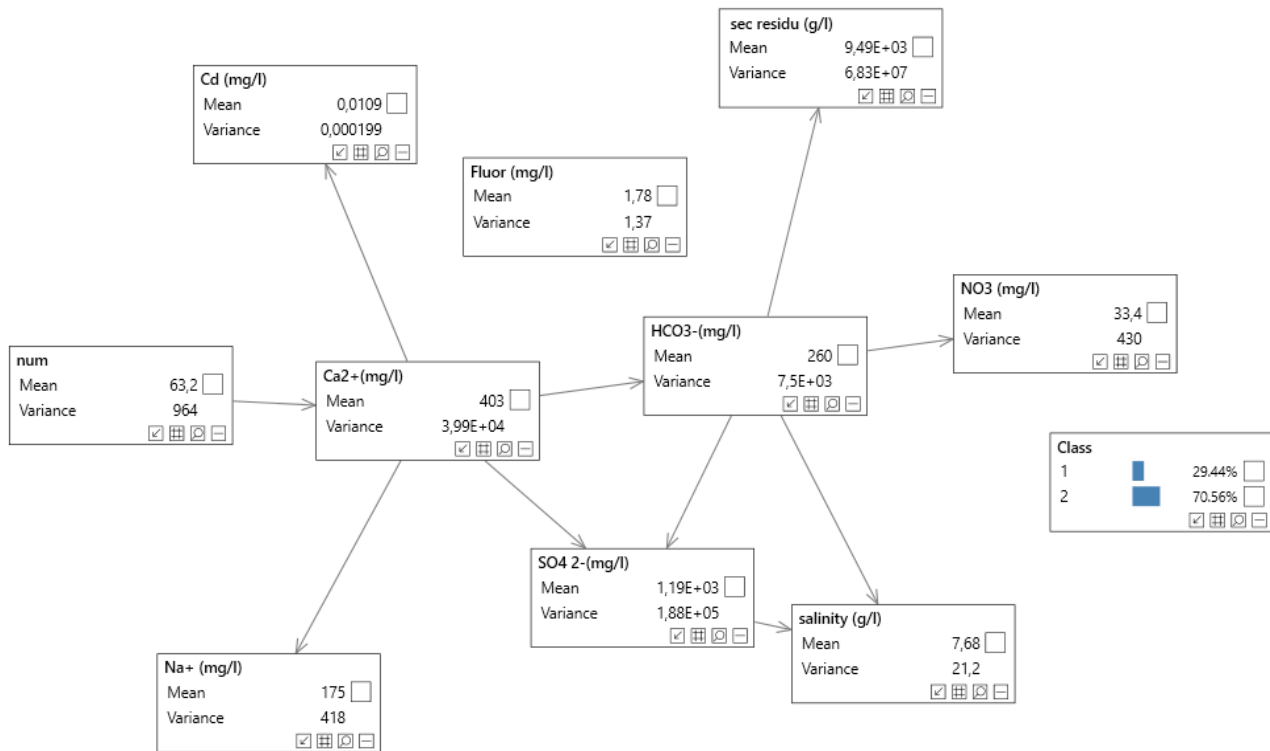 sec residu (g/l)
Mean 9,49E+03
Variance 6,83E+07
Cd (mg/l)
Mean 0,0109
Variance 0,000199
Fluor (mg/l)
Mean 1,78
Variance 1,37
NO3 (mg/l)
Mean 33,4
Variance 430
HCO3-(mg/l)
Mean 260
Variance 7,5E+03
num
Mean 63,2
Variance 964
Ca2+(mg/l)
Mean 403
Variance 3,99E+04
Class
1 29.44%
2 70.56%
SO4 2-(mg/l)
Mean 1,19E+03
Variance 1,88E+05
salinity (g/l)
Mean 7,68
Variance 21,2
Na+ (mg/l)
Mean 175
Variance 418